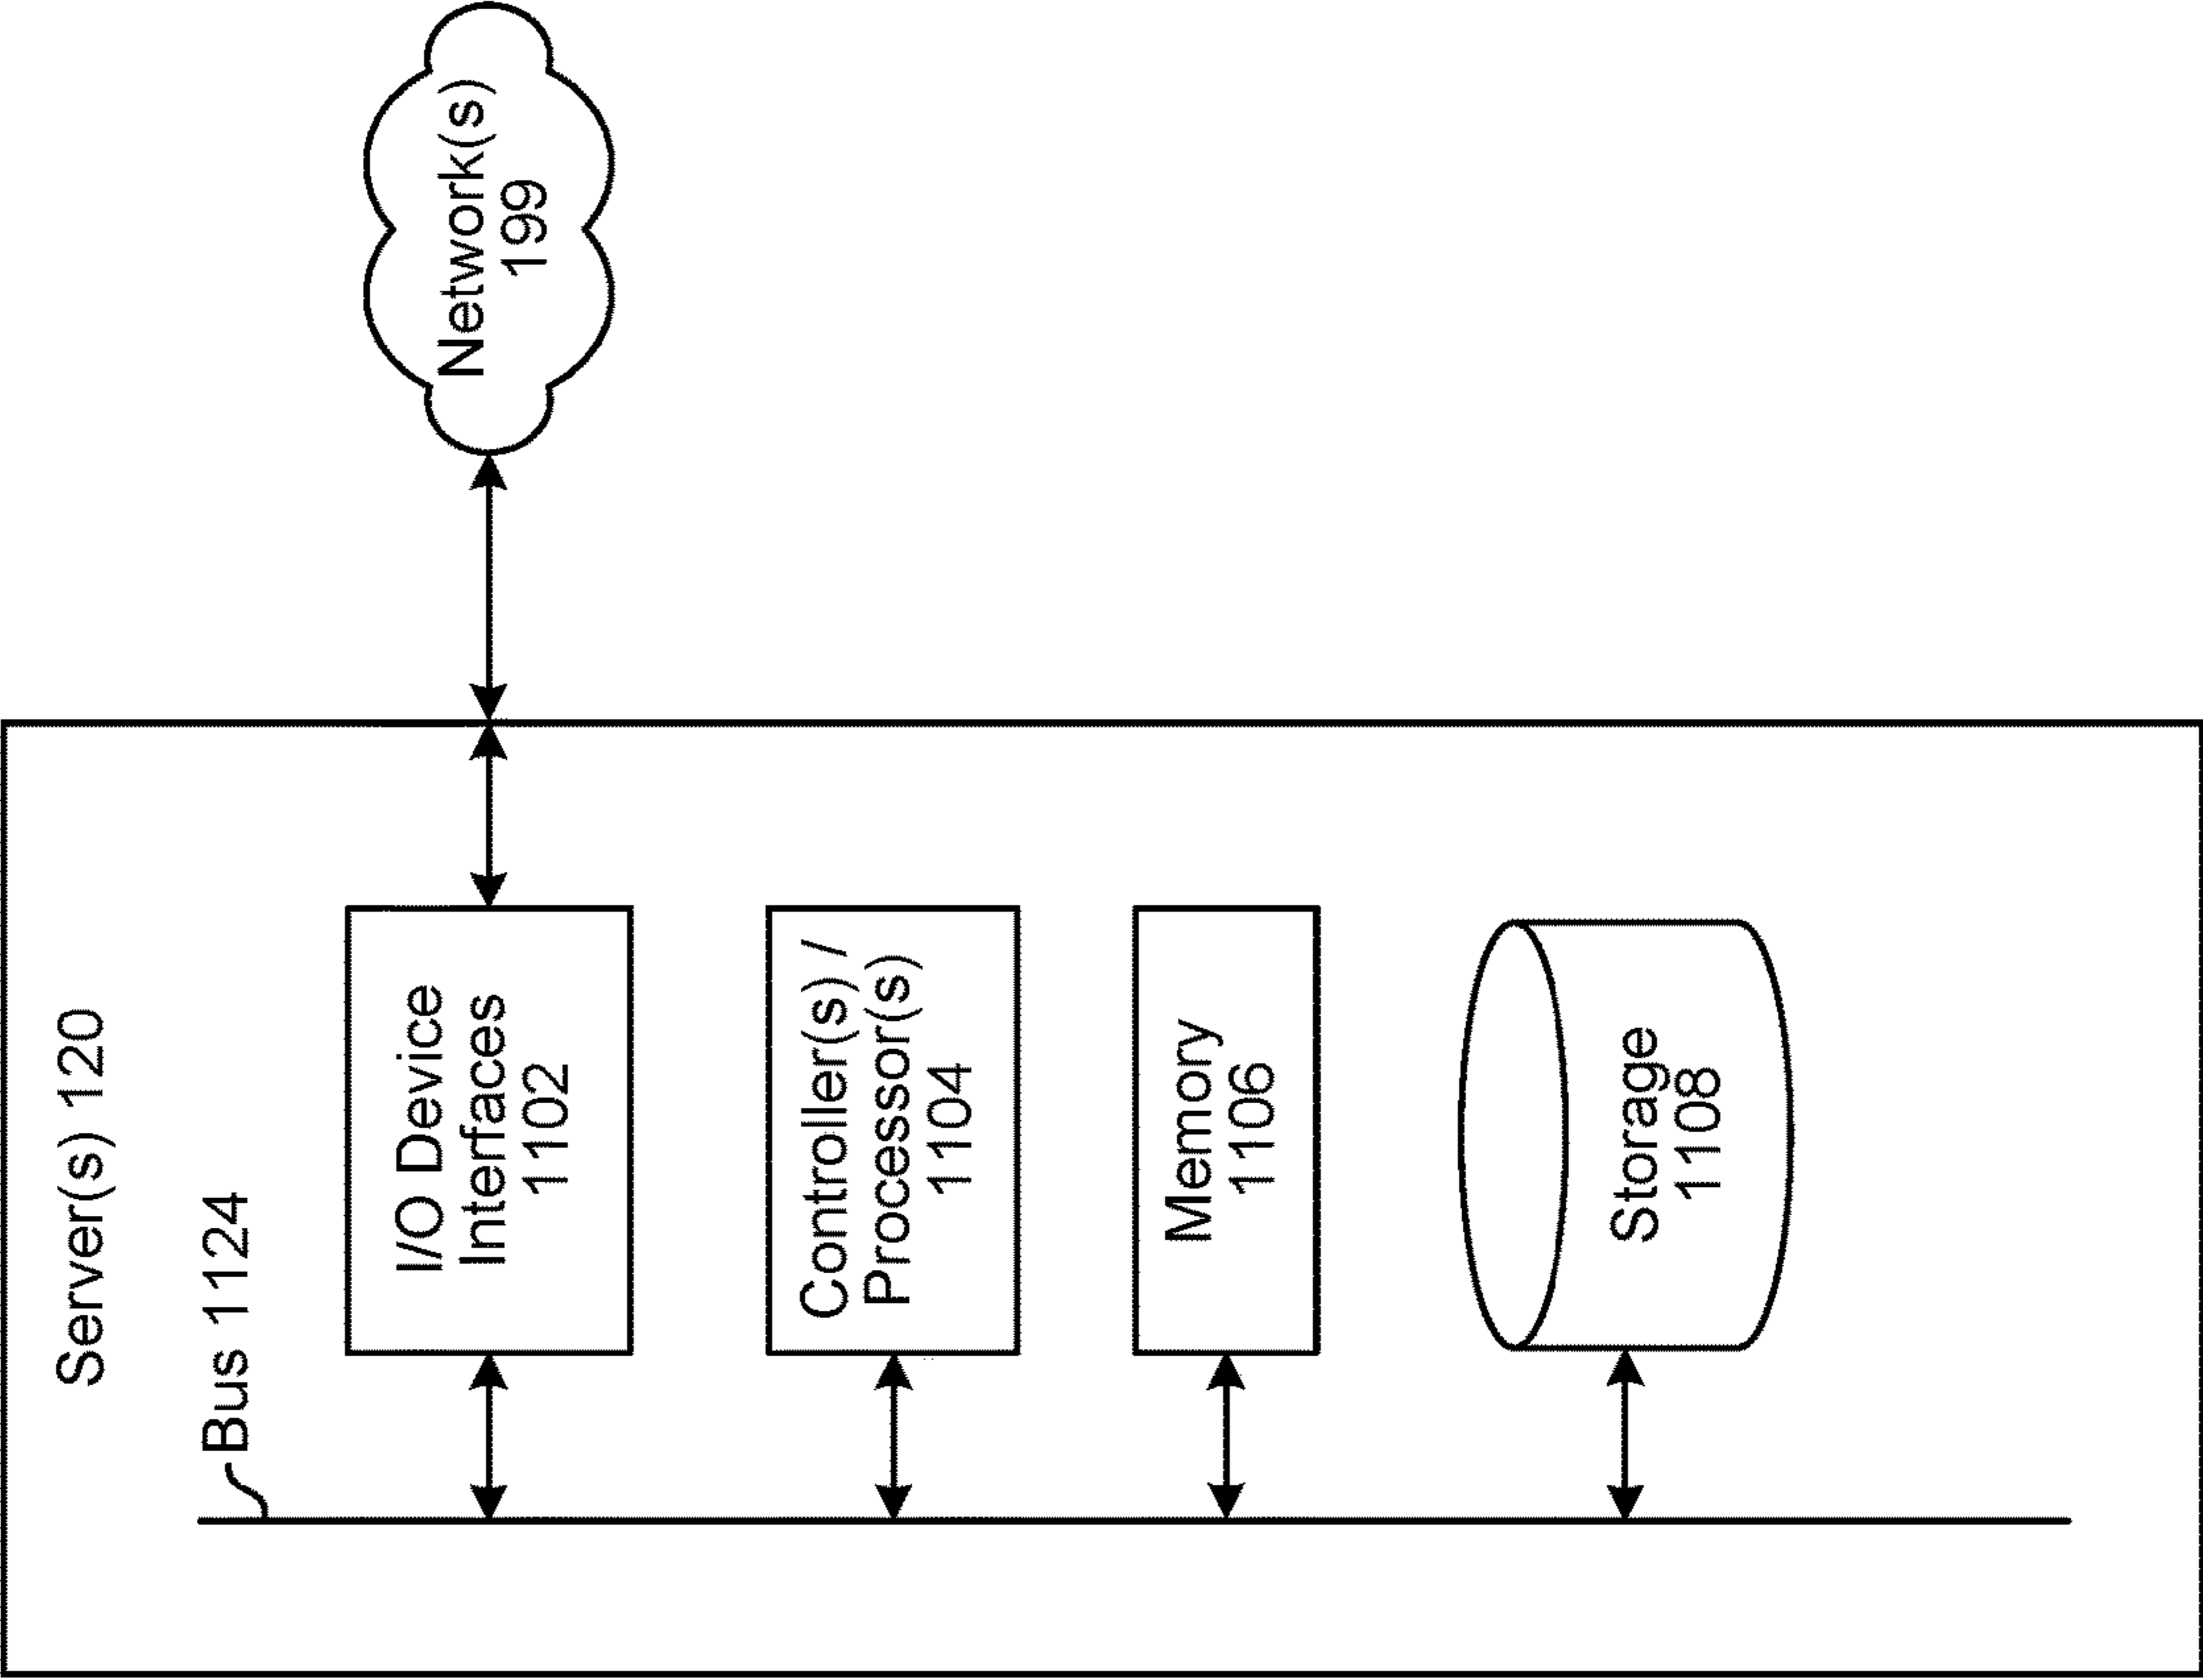 Server(s) 120
Bus 1124
I/O Device
Interfaces
1102
Network(s)
199
Controller(s) /
Processor(s)
1104
Memory
1106
Storage
1108